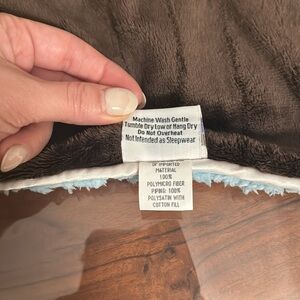 Machine Wash Gentle
Tumble Dry Low or Hang Dry
Do Not Overheat
Not Intended as Sleepwear
OF IMPORTED
MATERIAL
100%
POLYMICRO FIBER
PIPING: 100%
POLYSATIN WITH
COTTON FILL